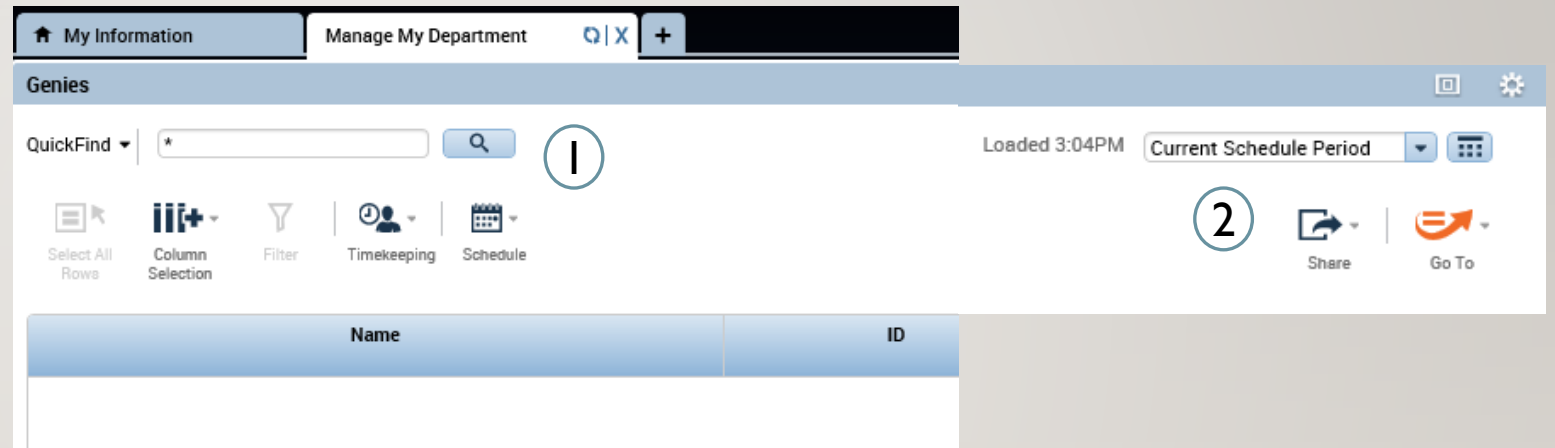 My Information
Manage My Department
X
+
Genies
QuickFind
*
1
Loaded 3:04PM
Current Schedule Period
2
Select All
Rows
Column
Selection
Filter
Timekeeping
Schedule
Share
Go To
Name
ID